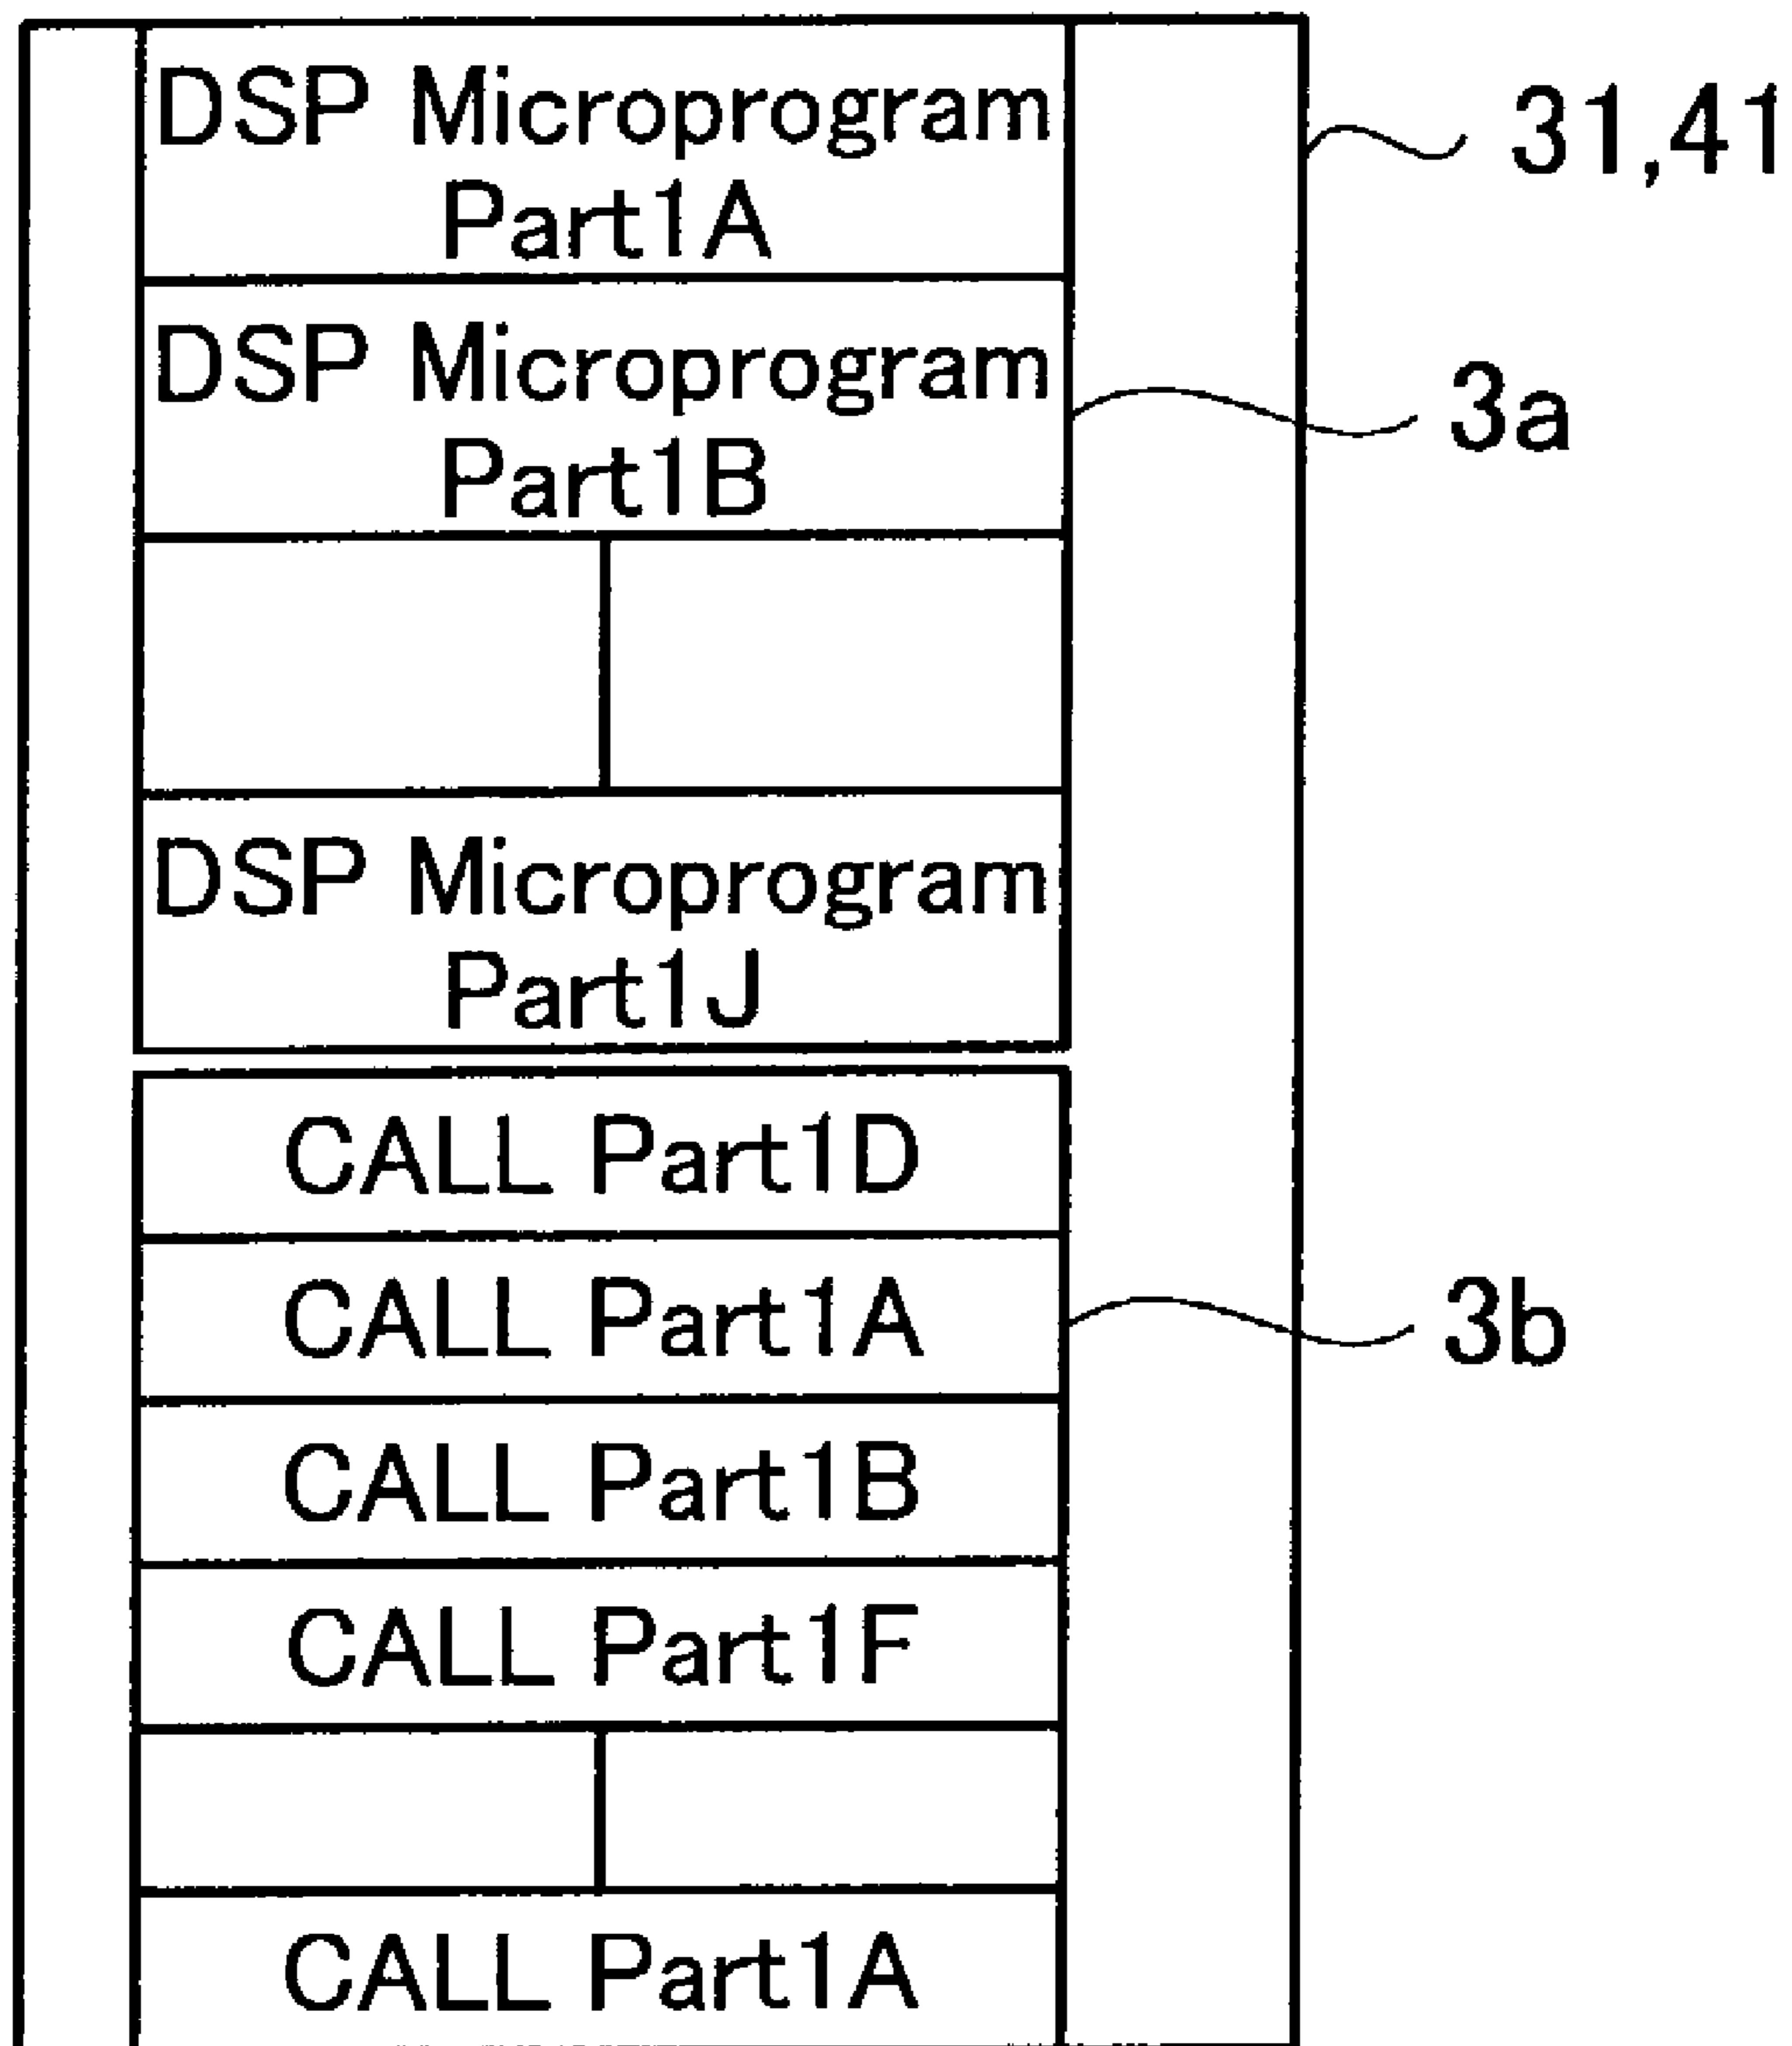 DSP Microprogram
Part1A
31,41
DSP Microprogram
Part1B
3a
DSP Microprogram
Part1J
CALL Part1D
CALL Part1A
3b
CALL Part1B
CALL Part1F
CALL Part1A